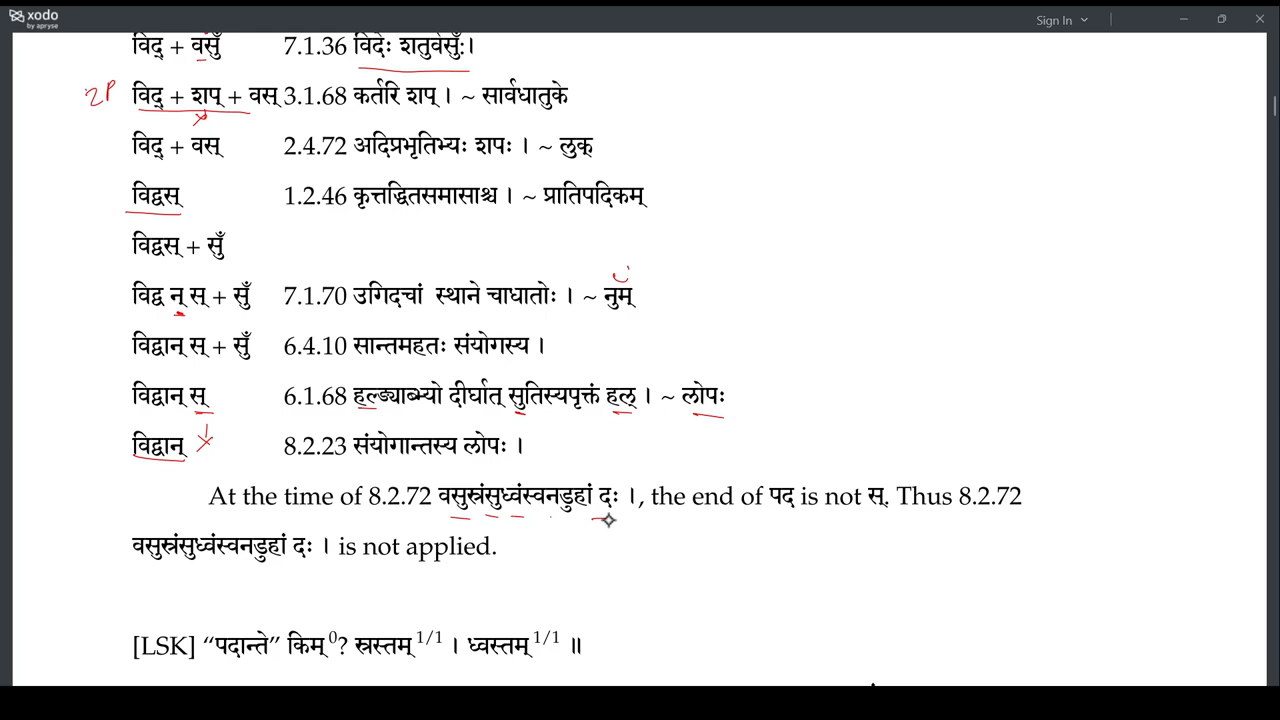 xodo
by apryse
Sign In
विद् + वसुँ 7.1.36 विदेः शतुर्वसुँः।
2P विद् + शप् + वस् 3.1.68 कर्तरि शप् । ~ सार्वधातुके
विद् + वस् 2.4.72 अदिप्रभृतिभ्यः शपः । ~ लुक्
विद्वस् 1.2.46 कृत्तद्धितसमासाश्च । ~ प्रातिपदिकम्
विद्वस् + सुँ
विद्व न् स् + सुँ 7.1.70 उगिदचां स्थाने चाधातोः । ~ नुम्
विद्वान् स् + सुँ 6.4.10 सान्तमहतः संयोगस्य ।
विद्वान् स् 6.1.68 हल्ङ्याब्भ्यो दीर्घात् सुतिस्यपृक्तं हल् । ~ लोपः
विद्वान् 8.2.23 संयोगान्तस्य लोपः ।
At the time of 8.2.72 वसुस्रंसुध्वंस्वनडुहां दः ।, the end of पद is not स्. Thus 8.2.72
वसुस्रंसुध्वंस्वनडुहां दः । is not applied.
[LSK] “पदान्ते” किम् 0? स्रस्तम् 1/1 । ध्वस्तम् 1/1 ॥